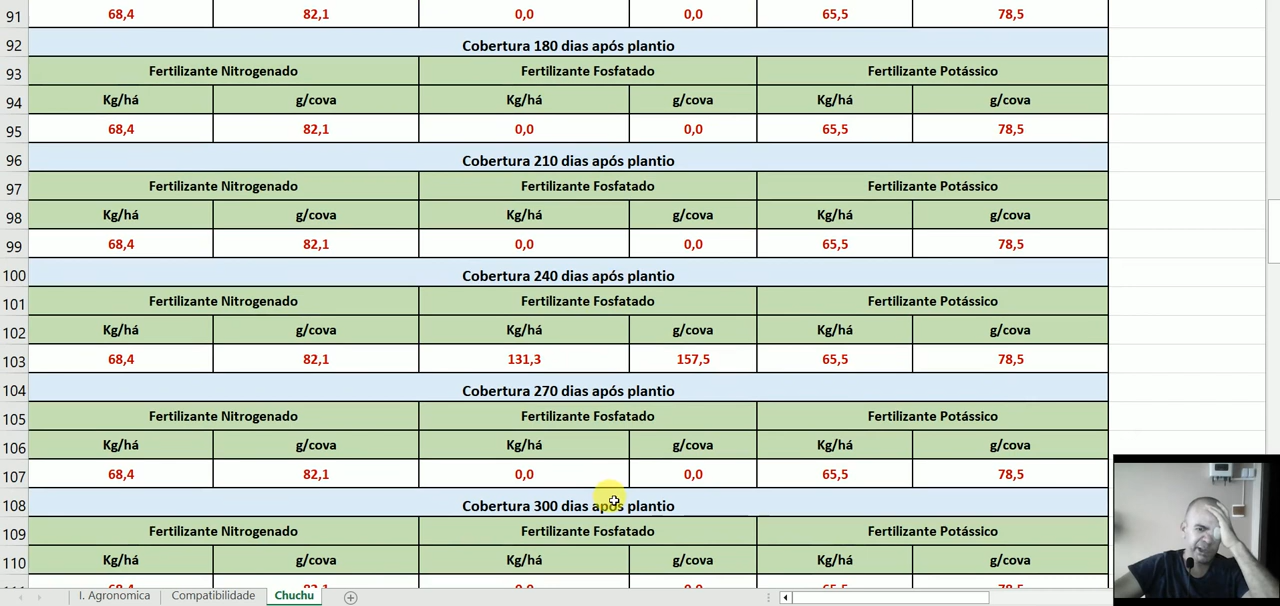 91 68,4 82,1 0,0 0,0 65,5 78,5
92 Cobertura 180 dias após plantio
93 Fertilizante Nitrogenado Fertilizante Fosfatado Fertilizante Potássico
94 Kg/há g/cova Kg/há g/cova Kg/há g/cova
95 68,4 82,1 0,0 0,0 65,5 78,5
96 Cobertura 210 dias após plantio
97 Fertilizante Nitrogenado Fertilizante Fosfatado Fertilizante Potássico
98 Kg/há g/cova Kg/há g/cova Kg/há g/cova
99 68,4 82,1 0,0 0,0 65,5 78,5
100 Cobertura 240 dias após plantio
101 Fertilizante Nitrogenado Fertilizante Fosfatado Fertilizante Potássico
102 Kg/há g/cova Kg/há g/cova Kg/há g/cova
103 68,4 82,1 131,3 157,5 65,5 78,5
104 Cobertura 270 dias após plantio
105 Fertilizante Nitrogenado Fertilizante Fosfatado Fertilizante Potássico
106 Kg/há g/cova Kg/há g/cova Kg/há g/cova
107 68,4 82,1 0,0 0,0 65,5 78,5
108 Cobertura 300 dias após plantio
109 Fertilizante Nitrogenado Fertilizante Fosfatado Fertilizante Potássico
110 Kg/há g/cova Kg/há g/cova Kg/há g/cova
I. Agronomica Compatibilidade Chuchu